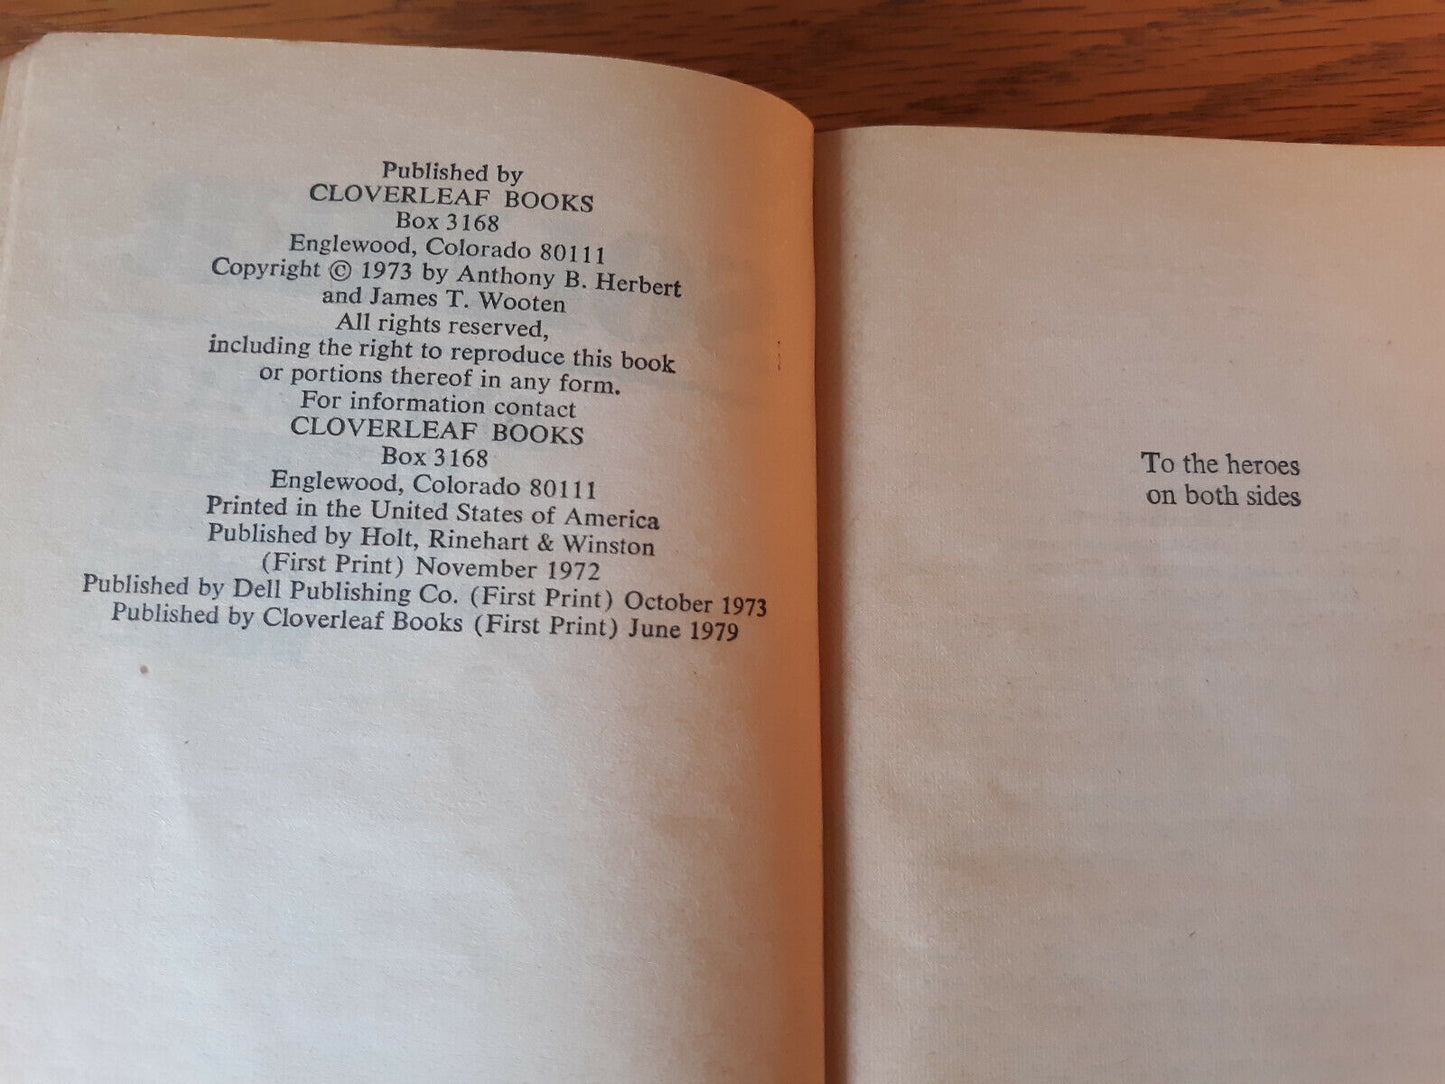 Published by
CLOVERLEAF BOOKS
Box 3168
Englewood, Colorado 80111
Copyright © 1973 by Anthony B. Herbert
and James T. Wooten
All rights reserved,
including the right to reproduce this book
or portions thereof in any form.
For information contact
CLOVERLEAF BOOKS
Box 3168
Englewood, Colorado 80111
Printed in the United States of America
Published by Holt, Rinehart & Winston
(First Print) November 1972
Published by Dell Publishing Co. (First Print) October 1973
Published by Cloverleaf Books (First Print) June 1979
To the heroes
on both sides